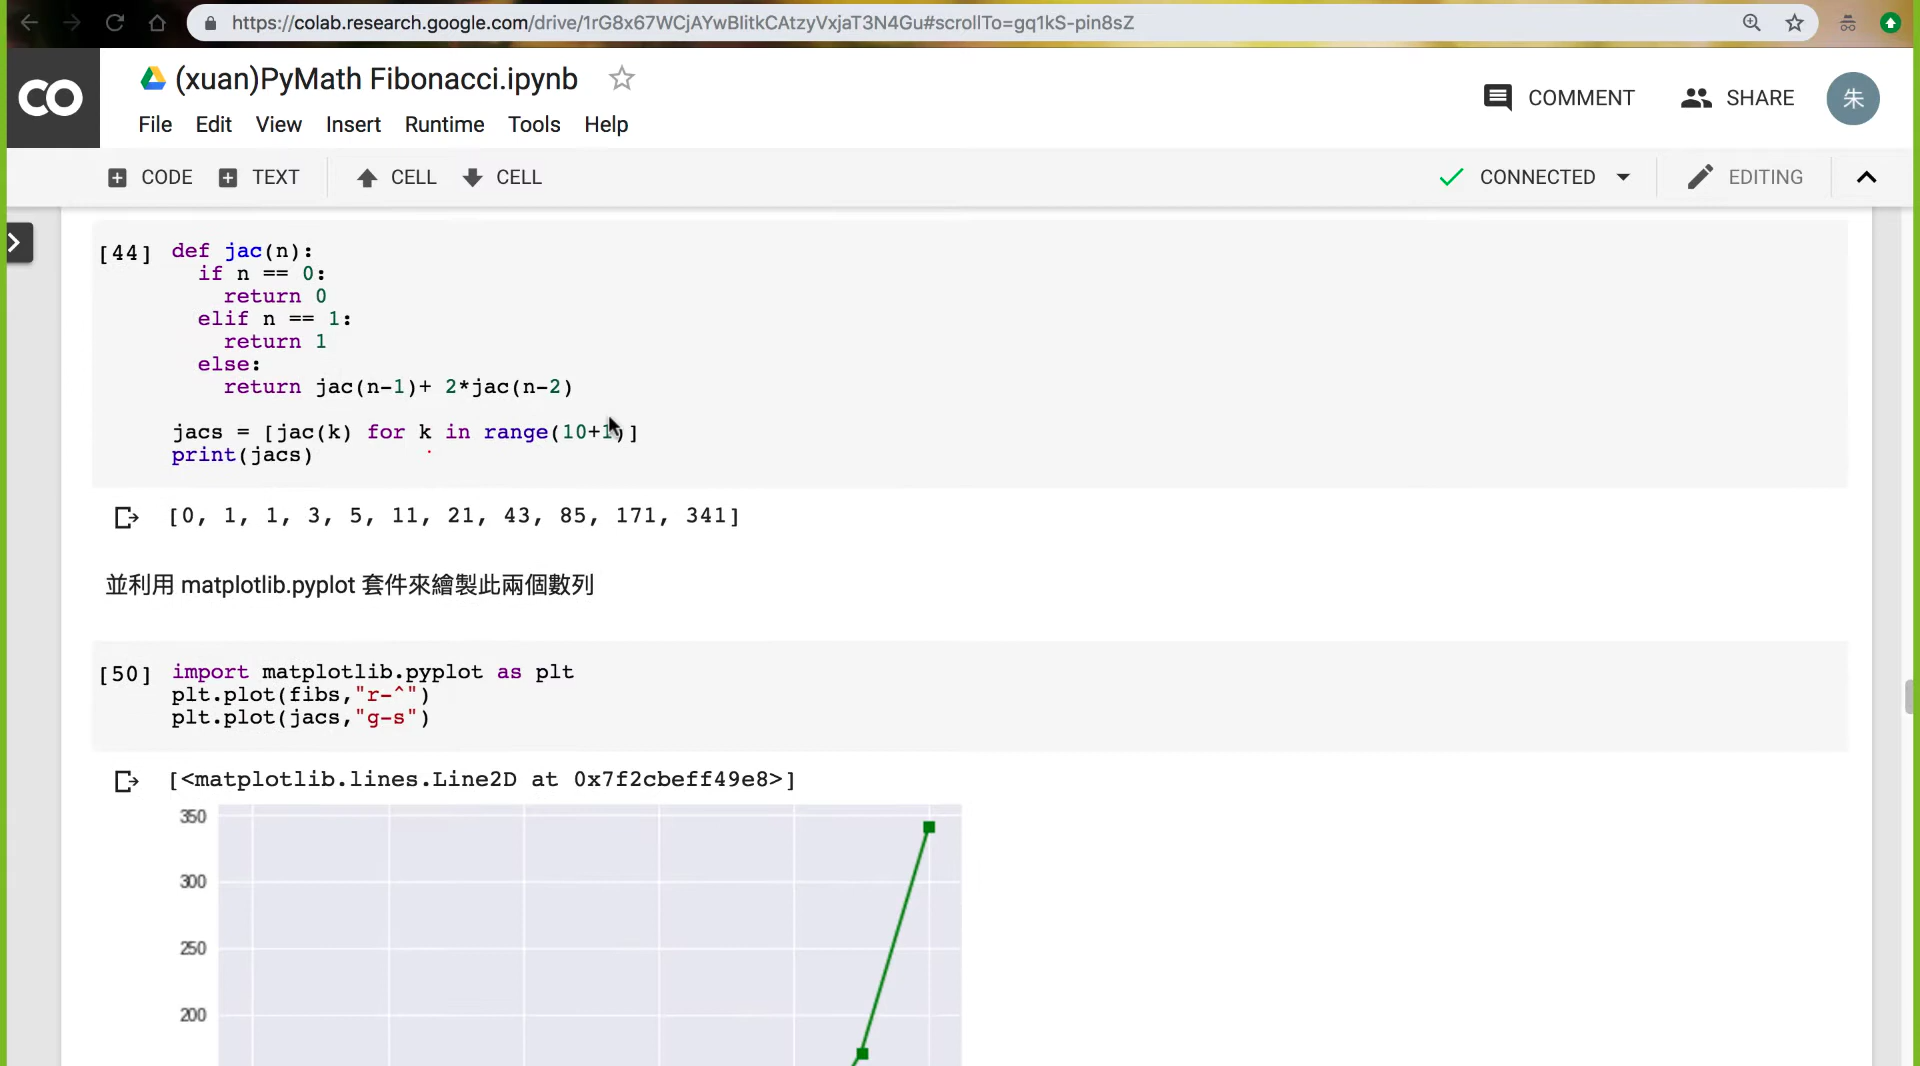 https://colab.research.google.com/drive/1rG8x67WCjAYwBlitkCAtzyVxjaT3N4Gu#scrollTo=gq1kS-pin8sZ
CO
(xuan)PyMath Fibonacci.ipynb
COMMENT SHARE 朱
File Edit View Insert Runtime Tools Help
CODE TEXT CELL CELL CONNECTED EDITING
[44] def jac(n):
if n == 0:
return 0
elif n == 1:
return 1
else:
return jac(n-1)+ 2*jac(n-2)
jacs = [jac(k) for k in range(10+1)]
print(jacs)
[0, 1, 1, 3, 5, 11, 21, 43, 85, 171, 341]
並利用 matplotlib.pyplot 套件來繪製此兩個數列
[50] import matplotlib.pyplot as plt
plt.plot(fibs,"r-^")
plt.plot(jacs,"g-s")
[<matplotlib.lines.Line2D at 0x7f2cbeff49e8>]
350
300
250
200